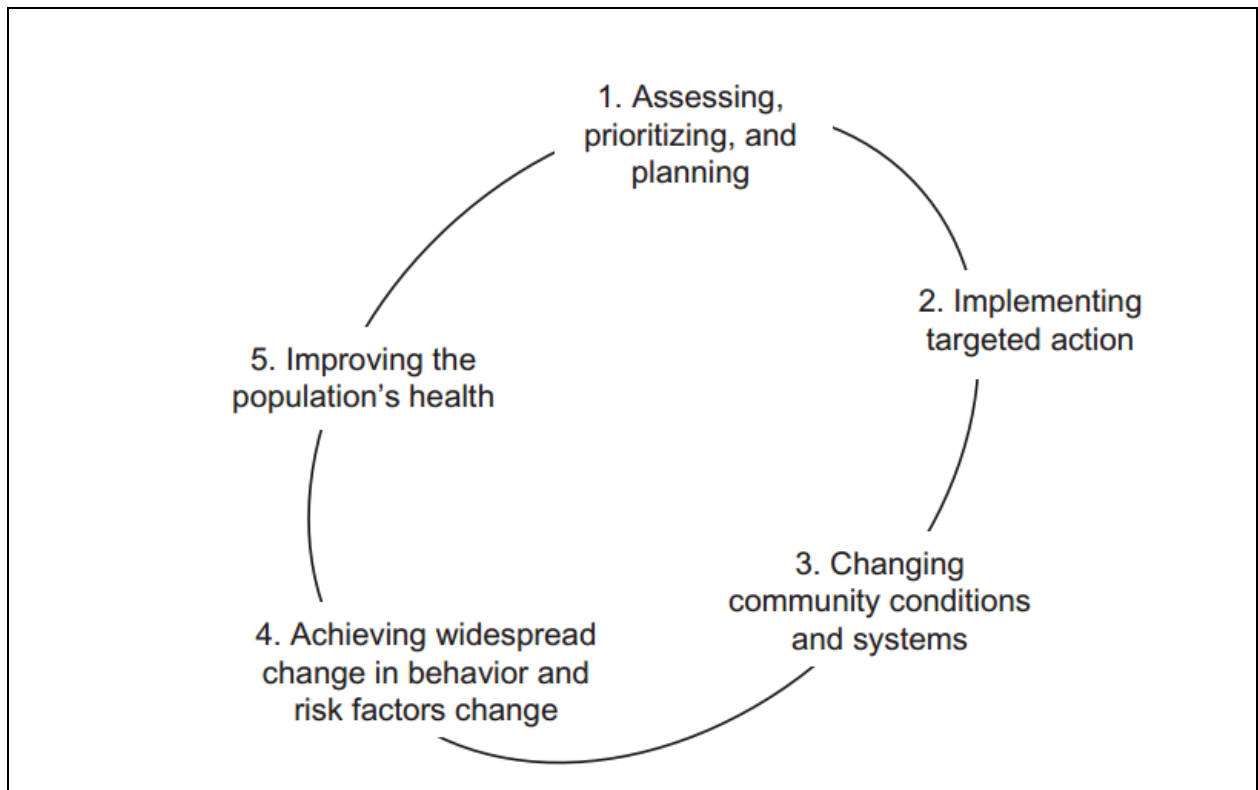 1. Assessing,
prioritizing, and
planning
2. Implementing
targeted action
3. Changing
community conditions
and systems
4. Achieving widespread
change in behavior and
risk factors change
5. Improving the
population’s health